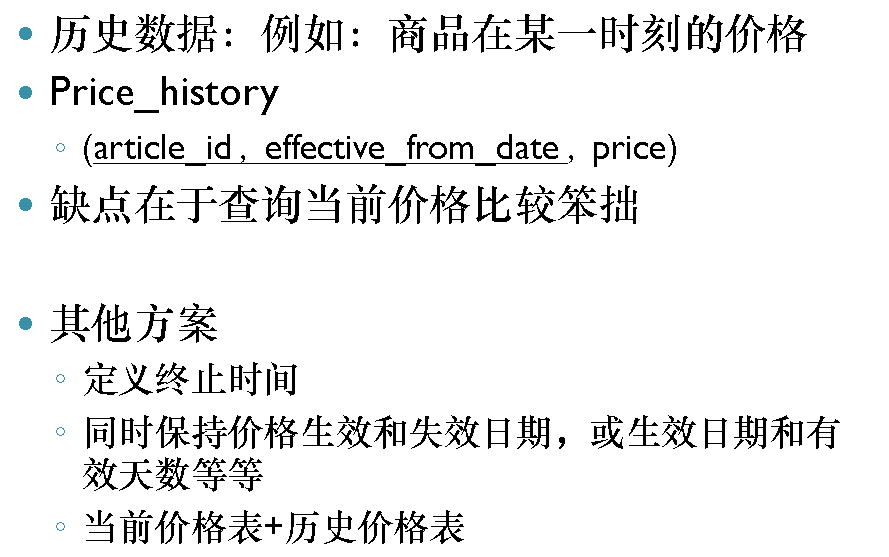 历史数据：例如：商品在某一时刻的价格
Price_history
(article_id, effective_from_date, price)
缺点在于查询当前价格比较笨拙
其他方案
定义终止时间
同时保持价格生效和失效日期，或生效日期和有
效天数等等
当前价格表+历史价格表